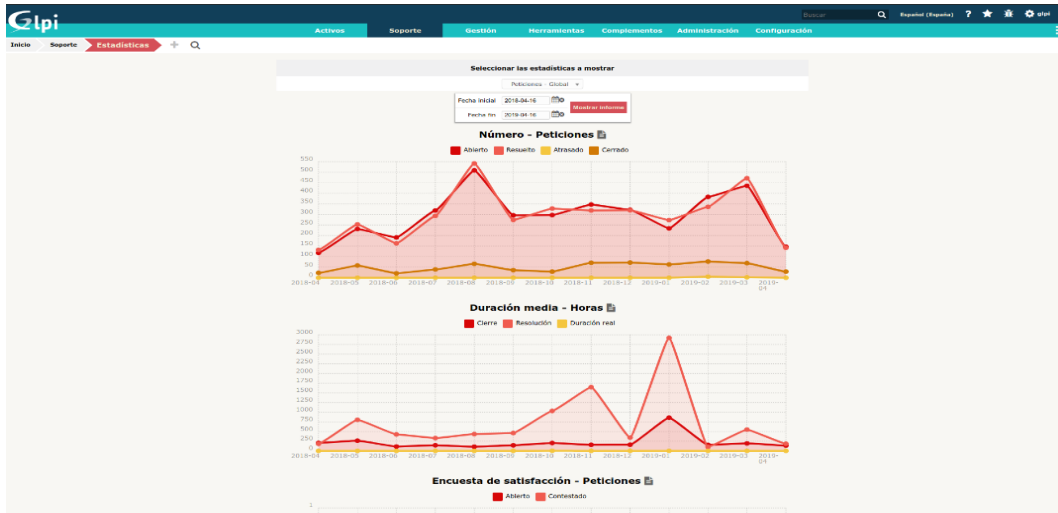 Glpi
Buscar Español (España) ? glpi
Activos Soporte Gestión Herramientas Complementos Administración Configuración
Inicio Soporte Estadísticas +
Seleccionar las estadísticas a mostrar
Peticiones - Global
Fecha inicial 2018-04-16
Mostrar informe
Fecha fin 2019-04-16
Número - Peticiones
Abierto Resuelto Atrasado Cerrado
550
500
450
400
350
300
250
200
150
100
50
0
2018-04 2018-05 2018-06 2018-07 2018-08 2018-09 2018-10 2018-11 2018-12 2019-01 2019-02 2019-03 2019-
04
Duración media - Horas
Cierre Resolución Duración real
3000
2750
2500
2250
2000
1750
1500
1250
1000
750
500
250
0
2018-04 2018-05 2018-06 2018-07 2018-08 2018-09 2018-10 2018-11 2018-12 2019-01 2019-02 2019-03 2019-
04
Encuesta de satisfacción - Peticiones
Abierto Contestado
1